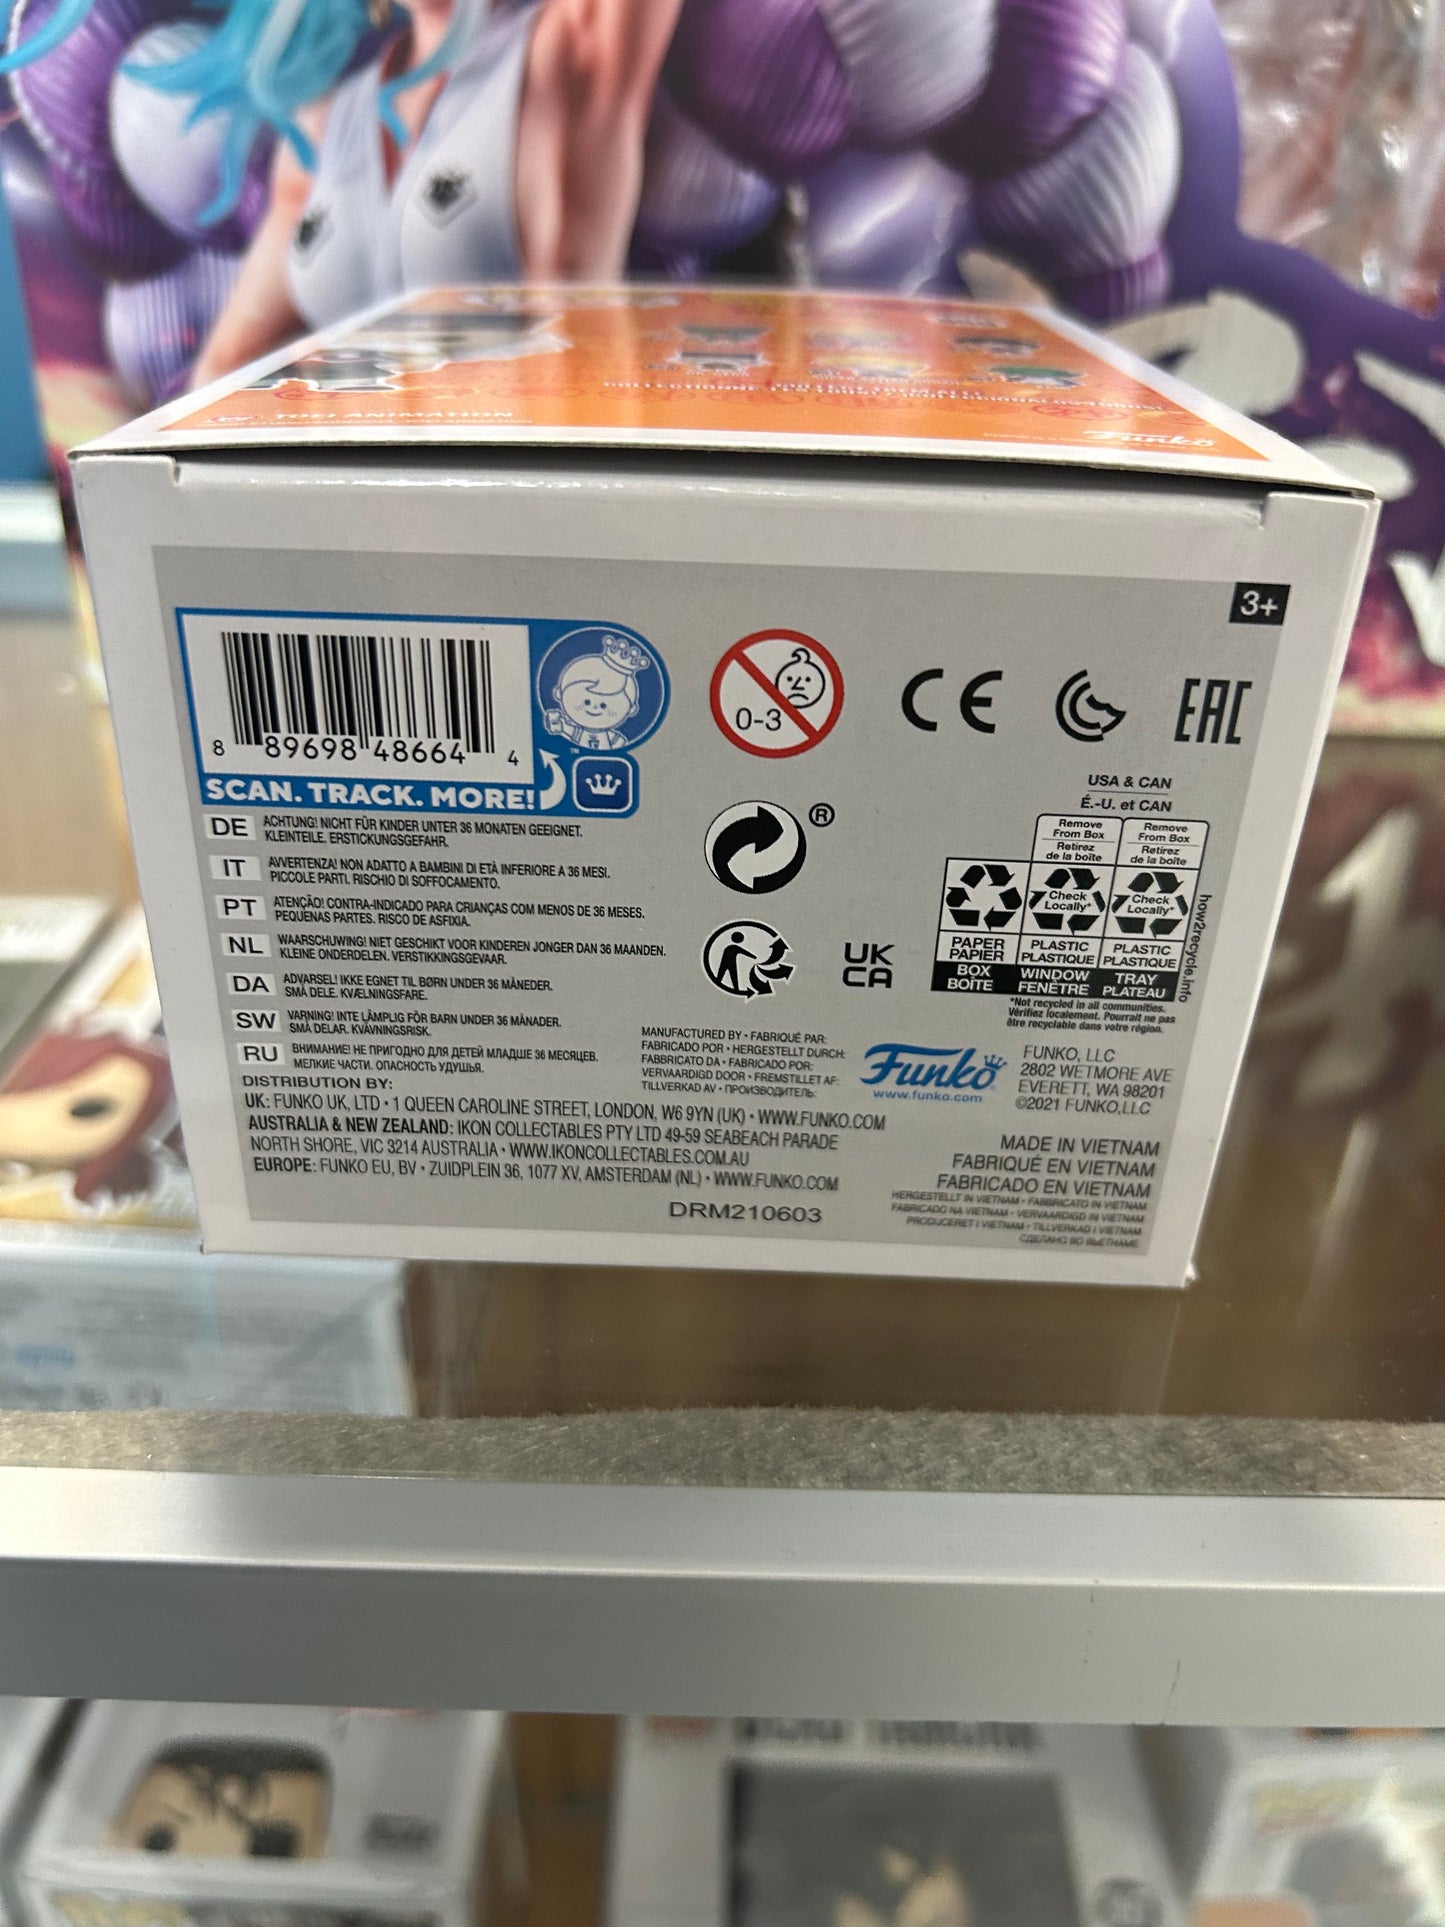 TOEI ANIMATION
Funko
3+
8 89698 48664 4
™
SCAN. TRACK. MORE!
0-3
CE
EAC
USA & CAN
É.-U. et CAN
Remove From Box
Retirez de la boîte
Remove From Box
Retirez de la boîte
Check Locally*
Check Locally*
PAPER
PAPIER
PLASTIC
PLASTIQUE
PLASTIC
PLASTIQUE
BOX
BOÎTE
WINDOW
FENÊTRE
TRAY
PLATEAU
how2recycle.info
*Not recycled in all communities.
Vérifiez localement. Pourrait ne pas
être recyclable dans votre région.
®
UK
CA
DE ACHTUNG! NICHT FÜR KINDER UNTER 36 MONATEN GEEIGNET.
KLEINTEILE. ERSTICKUNGSGEFAHR.
IT AVVERTENZA! NON ADATTO A BAMBINI DI ETÀ INFERIORE A 36 MESI.
PICCOLE PARTI. RISCHIO DI SOFFOCAMENTO.
PT ATENÇÃO! CONTRA-INDICADO PARA CRIANÇAS COM MENOS DE 36 MESES.
PEQUENAS PARTES. RISCO DE ASFIXIA.
NL WAARSCHUWING! NIET GESCHIKT VOOR KINDEREN JONGER DAN 36 MAANDEN.
KLEINE ONDERDELEN. VERSTIKKINGSGEVAAR.
DA ADVARSEL! IKKE EGNET TIL BØRN UNDER 36 MÅNEDER.
SMÅ DELE. KVÆLNINGSFARE.
SW VARNING! INTE LÄMPLIG FÖR BARN UNDER 36 MÅNADER.
SMÅ DELAR. KVÄVNINGSRISK.
RU ВНИМАНИЕ! НЕ ПРИГОДНО ДЛЯ ДЕТЕЙ МЛАДШЕ 36 МЕСЯЦЕВ.
МЕЛКИЕ ЧАСТИ. ОПАСНОСТЬ УДУШЬЯ.
MANUFACTURED BY • FABRIQUÉ PAR:
FABRICADO POR • HERGESTELLT DURCH:
FABBRICATO DA • FABRICADO POR:
VERVAARDIGD DOOR • FREMSTILLET AF:
TILLVERKAD AV • ПРОИЗВОДИТЕЛЬ:
Funko
www.funko.com
FUNKO, LLC
2802 WETMORE AVE
EVERETT, WA 98201
©2021 FUNKO,LLC
DISTRIBUTION BY:
UK: FUNKO UK, LTD • 1 QUEEN CAROLINE STREET, LONDON, W6 9YN (UK) • WWW.FUNKO.COM
AUSTRALIA & NEW ZEALAND: IKON COLLECTABLES PTY LTD 49-59 SEABEACH PARADE
NORTH SHORE, VIC 3214 AUSTRALIA • WWW.IKONCOLLECTABLES.COM.AU
EUROPE: FUNKO EU, BV • ZUIDPLEIN 36, 1077 XV, AMSTERDAM (NL) • WWW.FUNKO.COM
DRM210603
MADE IN VIETNAM
FABRIQUÉ EN VIETNAM
FABRICADO EN VIETNAM
HERGESTELLT IN VIETNAM • FABBRICATO IN VIETNAM
FABRICADO NA VIETNAM • VERVAARDIGD IN VIETNAM
PRODUCERET I VIETNAM • TILLVERKAD I VIETNAM
СДЕЛАНО ВО ВЬЕТНАМЕ